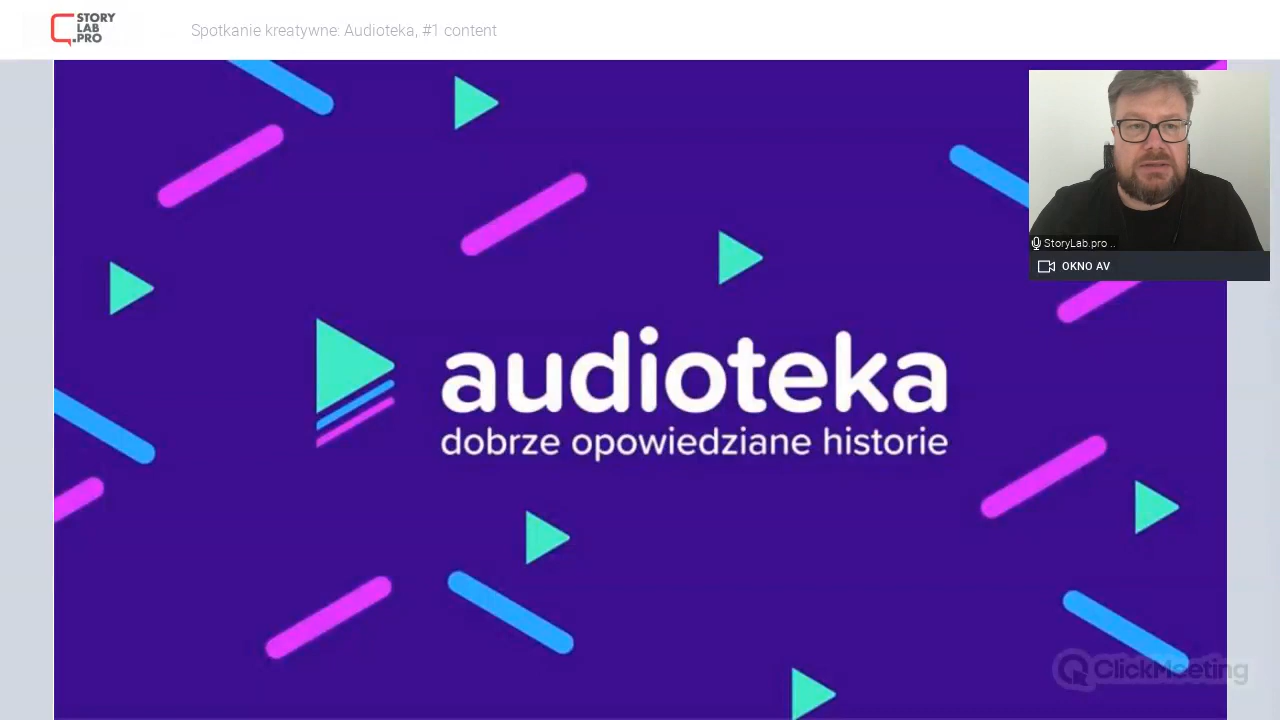 STORY
LAB
.PRO
Spotkanie kreatywne: Audioteka, #1 content
StoryLab.pro ..
OKNO AV
audioteka
dobrze opowiedziane historie
ClickMeeting